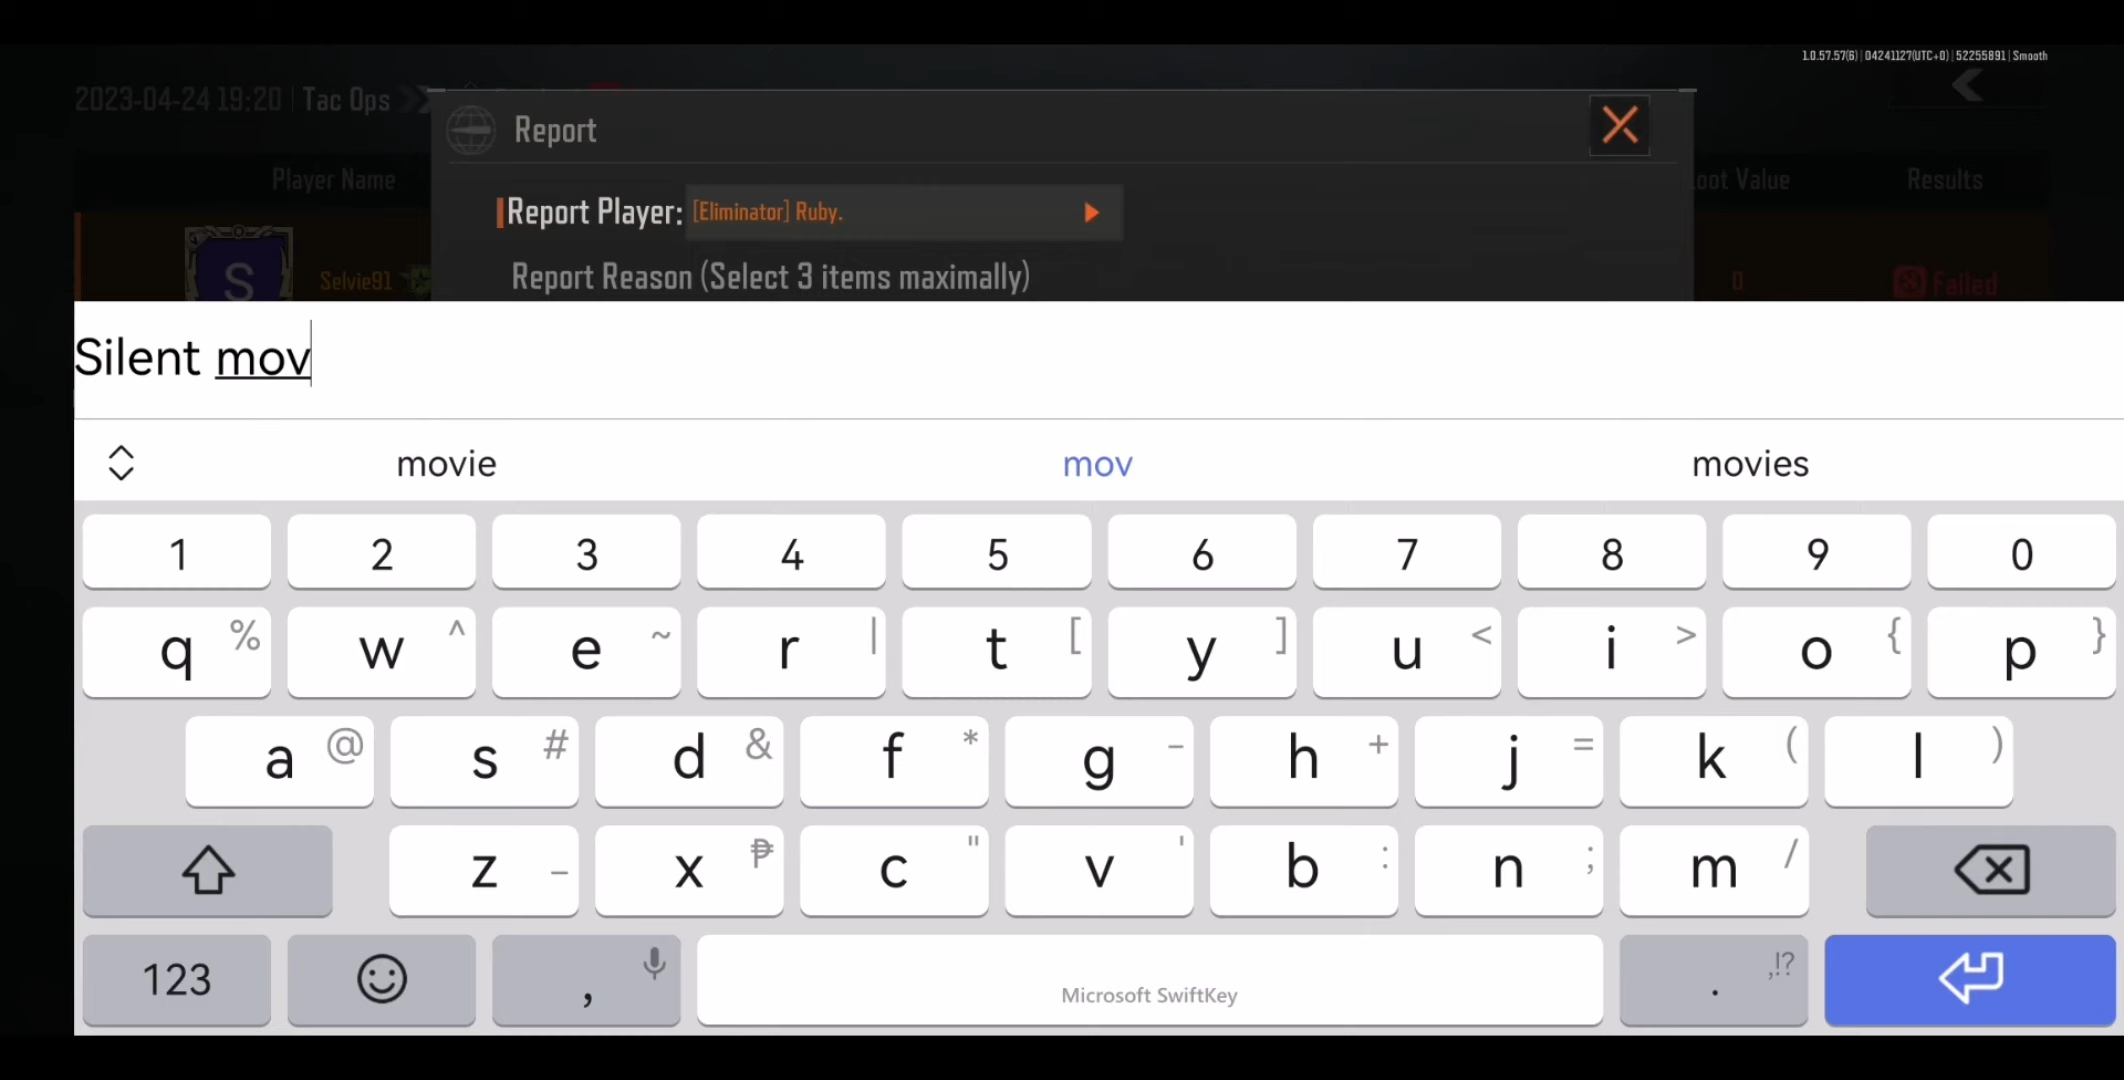 1.0.57.57(6) | 04241127(UTC+0) | 52255891 | Smooth
2023-04-24 19:20 | Tac Ops
Report
Player Name
Loot Value
Results
Report Player: [Eliminator] Ruby.
Report Reason (Select 3 items maximally)
S
Selvie91
0
Failed
Silent mov
movie mov movies
1 2 3 4 5 6 7 8 9 0
q % w ^ e ~ r | t [ y ] u < i > o { p }
a @ s # d & f * g - h + j = k ( l )
z _ x ₱ c " v ' b : n ; m /
123 , Microsoft SwiftKey . ,!?